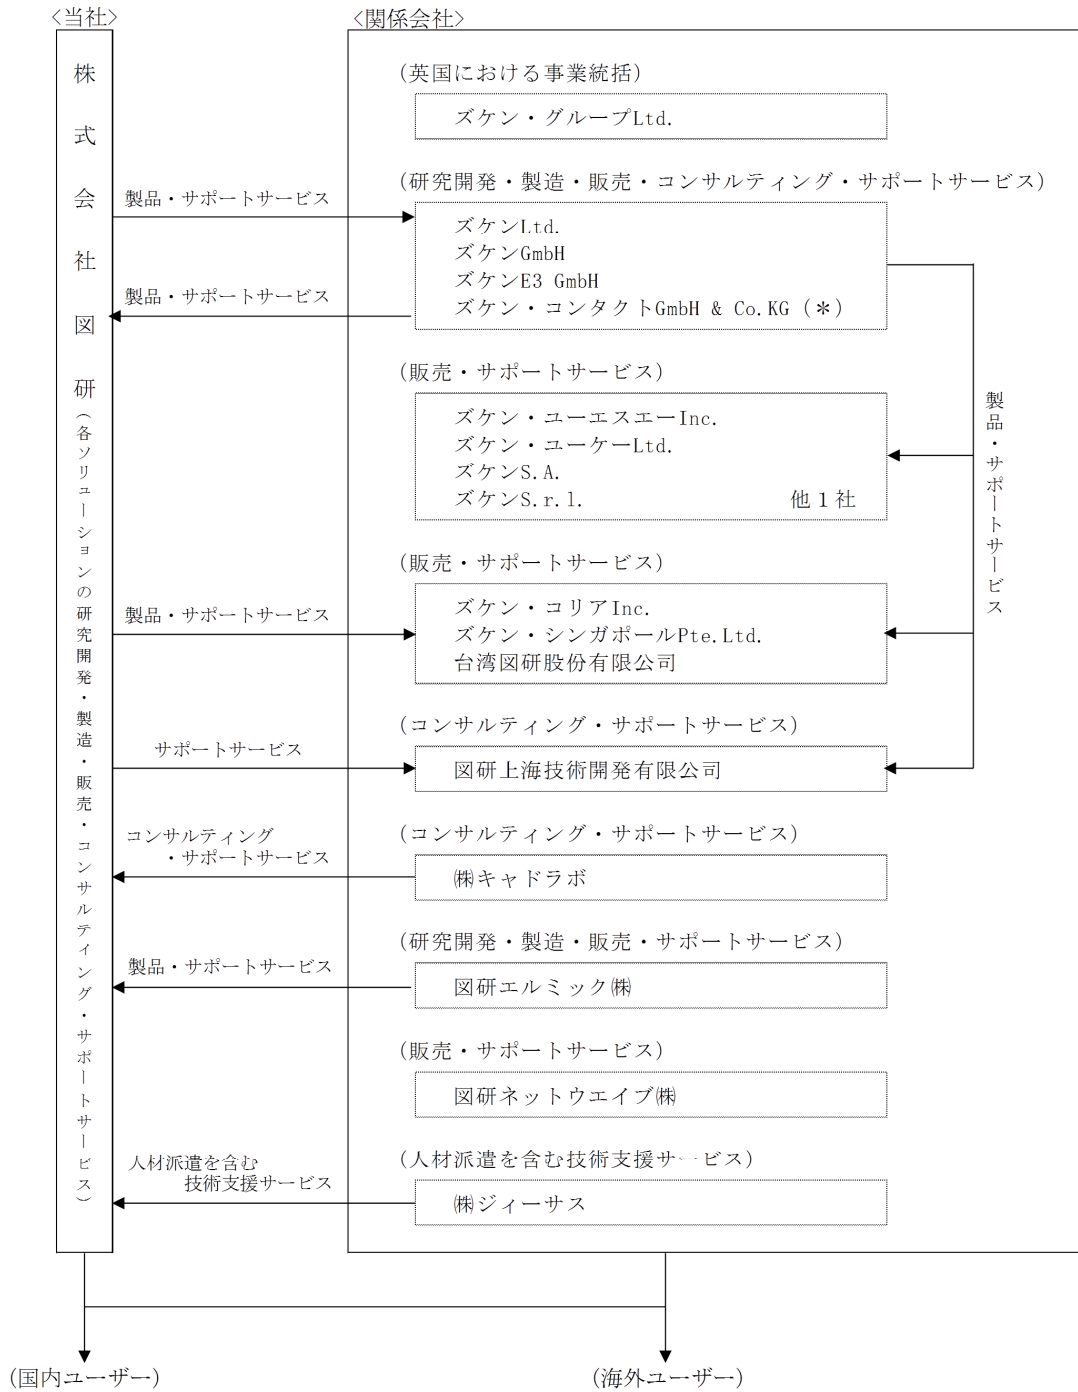 <当社>
<関係会社>
株式会社図研(各ソリューションの研究開発・製造・販売・コンサルティング・サポートサービス)
(英国における事業統括)
ズケン・グループLtd.
(研究開発・製造・販売・コンサルティング・サポートサービス)
製品・サポートサービス
ズケンLtd.
ズケンGmbH
ズケンE3 GmbH
製品・サポートサービス
ズケン・コンタクトGmbH & Co.KG(*)
(販売・サポートサービス)
ズケン・ユーエスエーInc.
ズケン・ユーケーLtd.
ズケンS.A.
ズケンS.r.l. 他1社
製品・サポートサービス
(販売・サポートサービス)
製品・サポートサービス
ズケン・コリアInc.
ズケン・シンガポールPte.Ltd.
台湾図研股份有限公司
(コンサルティング・サポートサービス)
サポートサービス
図研上海技術開発有限公司
コンサルティング
・サポートサービス
(コンサルティング・サポートサービス)
㈱キャドラボ
(研究開発・製造・販売・サポートサービス)
製品・サポートサービス
図研エルミック㈱
(販売・サポートサービス)
図研ネットウエイブ㈱
人材派遣を含む
技術支援サービス
(人材派遣を含む技術支援サービス)
㈱ジィーサス
(国内ユーザー)
(海外ユーザー)